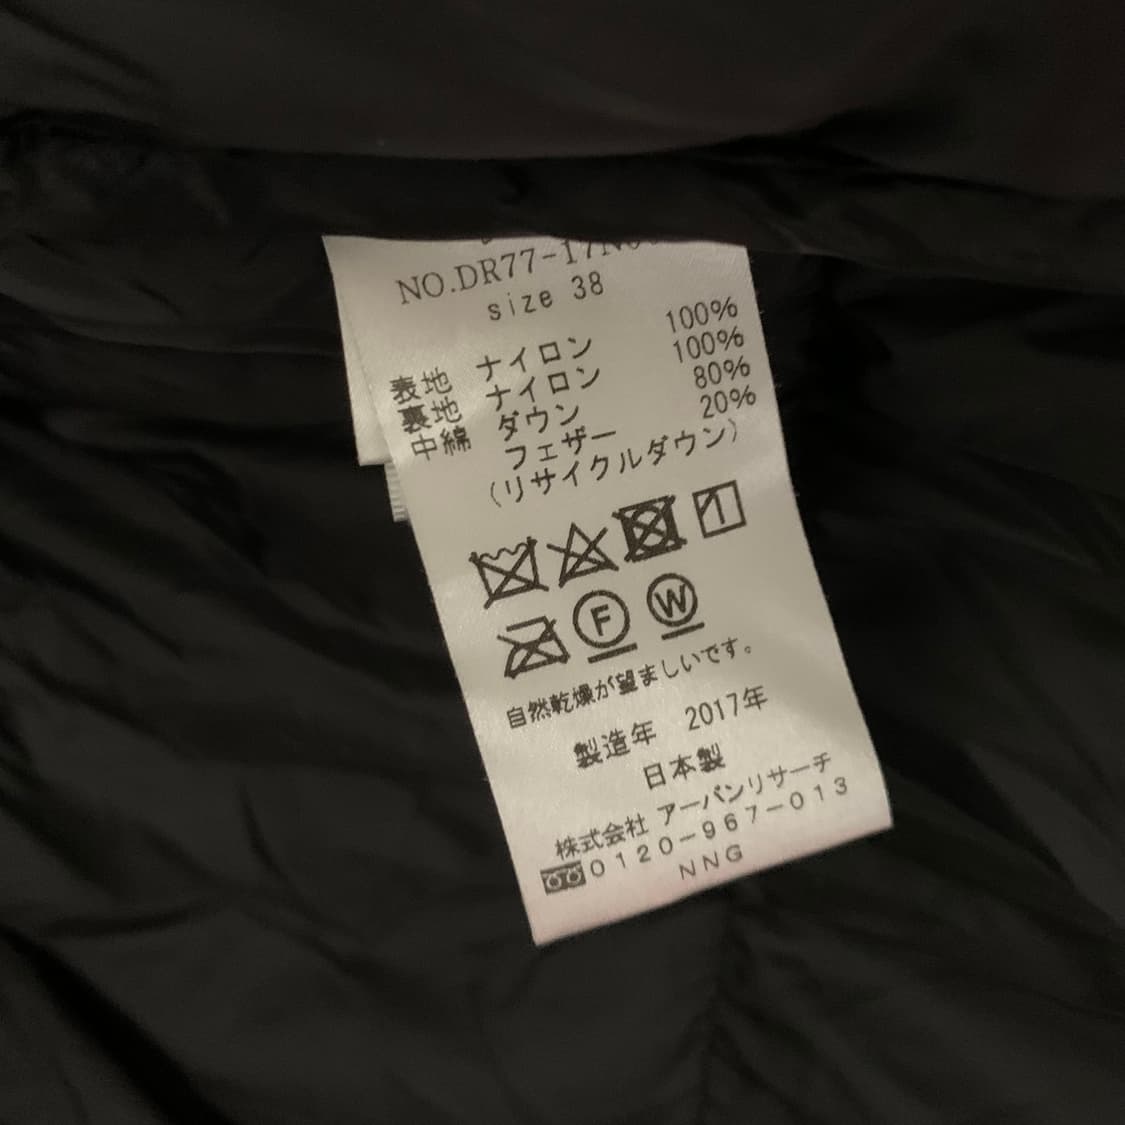 NO.DR77-17N
size 38
表地 ナイロン 100%
裏地 ナイロン 100%
中綿 ダウン 80%
フェザー 20%
(リサイクルダウン)
F W
自然乾燥が望ましいです。
製造年 2017年
日本製
株式会社 アーバンリサーチ
0120-967-013
NNG